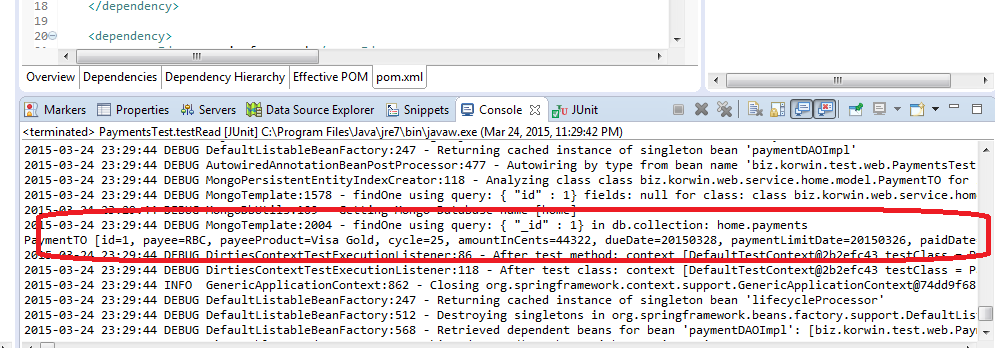 18 </dependency>
19
20 <dependency>
Overview Dependencies Dependency Hierarchy Effective POM pom.xml
Markers Properties Servers Data Source Explorer Snippets Console JUnit
<terminated> PaymentsTest.testRead [JUnit] C:\Program Files\Java\jre7\bin\javaw.exe (Mar 24, 2015, 11:29:42 PM)
2015-03-24 23:29:44 DEBUG DefaultListableBeanFactory:247 - Returning cached instance of singleton bean 'paymentDAOImpl'
2015-03-24 23:29:44 DEBUG AutowiredAnnotationBeanPostProcessor:477 - Autowiring by type from bean name 'biz.korwin.test.web.PaymentsTest
2015-03-24 23:29:44 DEBUG MongoPersistentEntityIndexCreator:118 - Analyzing class class biz.korwin.web.service.home.model.PaymentTO for
2015-03-24 23:29:44 DEBUG MongoTemplate:1578 - findOne using query: { "id" : 1} fields: null for class: class biz.korwin.web.service.hom
2015-03-24 23:29:44 DEBUG MongoDbUtils:109 - Getting Mongo Database name [home]
2015-03-24 23:29:44 DEBUG MongoTemplate:2004 - findOne using query: { "_id" : 1} in db.collection: home.payments
PaymentTO [id=1, payee=RBC, payeeProduct=Visa Gold, cycle=25, amountInCents=44322, dueDate=20150328, paymentLimitDate=20150326, paidDate
2015-03-24 23:29:44 DEBUG DirtiesContextTestExecutionListener:86 - After test method: context [DefaultTestContext@2b2efc43 testClass = P
2015-03-24 23:29:44 DEBUG DirtiesContextTestExecutionListener:118 - After test class: context [DefaultTestContext@2b2efc43 testClass = P
2015-03-24 23:29:44 INFO GenericApplicationContext:862 - Closing org.springframework.context.support.GenericApplicationContext@74dd9f68
2015-03-24 23:29:44 DEBUG DefaultListableBeanFactory:247 - Returning cached instance of singleton bean 'lifecycleProcessor'
2015-03-24 23:29:44 DEBUG DefaultListableBeanFactory:512 - Destroying singletons in org.springframework.beans.factory.support.DefaultLis
2015-03-24 23:29:44 DEBUG DefaultListableBeanFactory:568 - Retrieved dependent beans for bean 'paymentDAOImpl': [biz.korwin.test.web.Pay